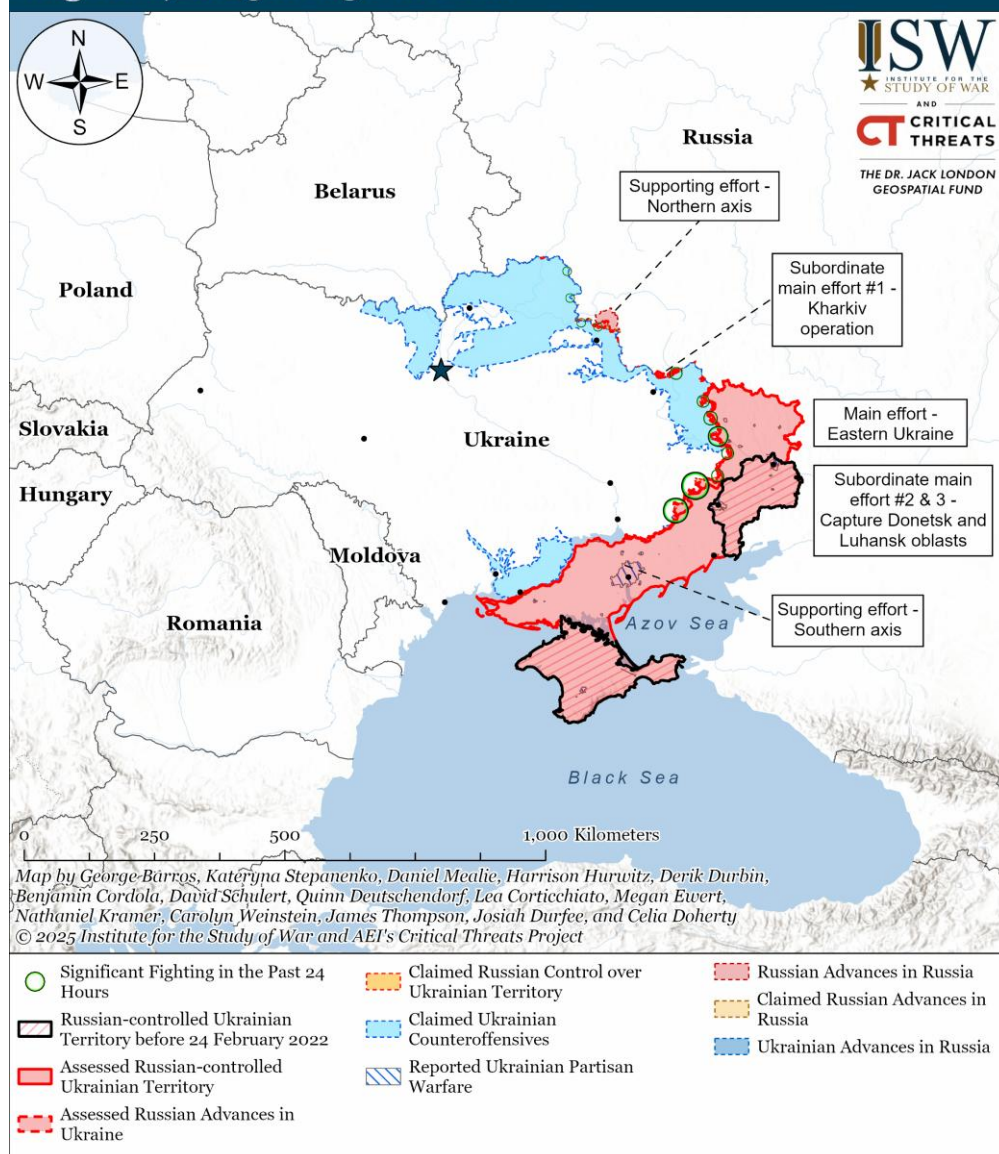 N
W
E
S
ISW
INSTITUTE FOR THE
STUDY OF WAR
AND
CT CRITICAL
THREATS
THE DR. JACK LONDON
GEOSPATIAL FUND
Russia
Belarus
Supporting effort -
Northern axis
Poland
Subordinate
main effort #1 -
Kharkiv
operation
Slovakia
Ukraine
Main effort -
Eastern Ukraine
Hungary
Subordinate main
effort #2 & 3 -
Capture Donetsk and
Luhansk oblasts
Moldova
Romania
Supporting effort -
Southern axis
Azov Sea
Black Sea
0 250 500 1,000 Kilometers
Map by George Barros, Kateryna Stepanenko, Daniel Mealie, Harrison Hurwitz, Derik Durbin,
Benjamin Cordola, David Schulert, Quinn Deutschendorf, Lea Corticchiato, Megan Ewert,
Nathaniel Kramer, Carolyn Weinstein, James Thompson, Josiah Durfee, and Celia Doherty
© 2025 Institute for the Study of War and AEI's Critical Threats Project
Significant Fighting in the Past 24
Hours
Russian-controlled Ukrainian
Territory before 24 February 2022
Assessed Russian-controlled
Ukrainian Territory
Assessed Russian Advances in
Ukraine
Claimed Russian Control over
Ukrainian Territory
Claimed Ukrainian
Counteroffensives
Reported Ukrainian Partisan
Warfare
Russian Advances in Russia
Claimed Russian Advances in
Russia
Ukrainian Advances in Russia